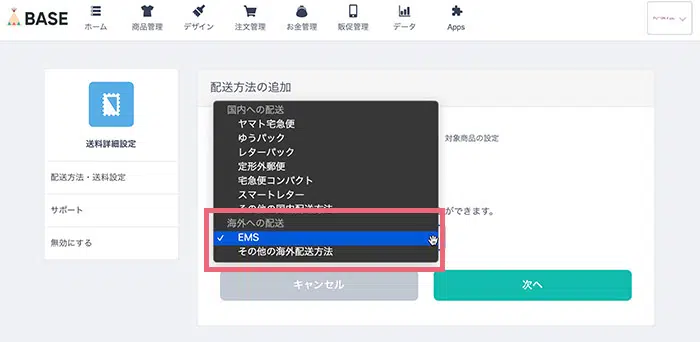 BASE
ホーム
商品管理
デザイン
注文管理
お金管理
販促管理
データ
Apps
配送方法の追加
国内への配送
ヤマト宅急便
ゆうパック
レターパック
定形外郵便
宅急便コンパクト
スマートレター
その他の国内配送方法
海外への配送
✓ EMS
その他の海外配送方法
対象商品の設定
ができます。
キャンセル
次へ
送料詳細設定
配送方法・送料設定
サポート
無効にする